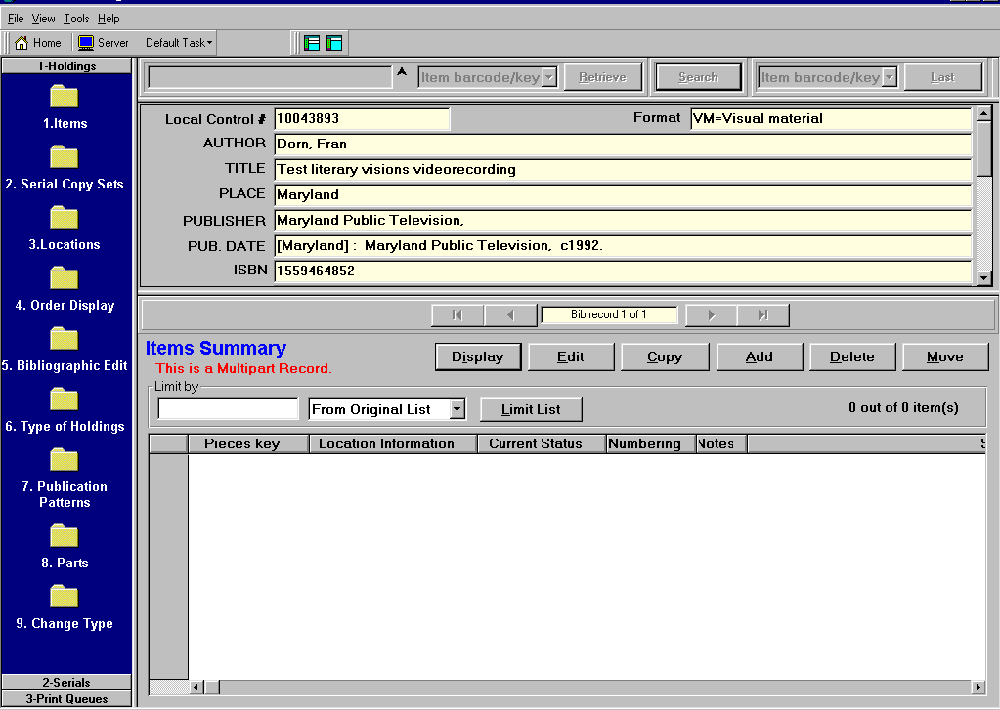 File View Tools Help
Home Server Default Task
1-Holdings
1.Items
2. Serial Copy Sets
3.Locations
4. Order Display
5. Bibliographic Edit
6. Type of Holdings
7. Publication
Patterns
8. Parts
9. Change Type
2-Serials
3-Print Queues
Item barcode/key Retrieve Search Item barcode/key Last
Local Control # 10043893 Format VM=Visual material
AUTHOR Dorn, Fran
TITLE Test literary visions videorecording
PLACE Maryland
PUBLISHER Maryland Public Television,
PUB. DATE [Maryland] : Maryland Public Television, c1992.
ISBN 1559464852
Bib record 1 of 1
Items Summary
This is a Multipart Record.
Display Edit Copy Add Delete Move
Limit by
From Original List Limit List 0 out of 0 item(s)
Pieces key Location Information Current Status Numbering Notes